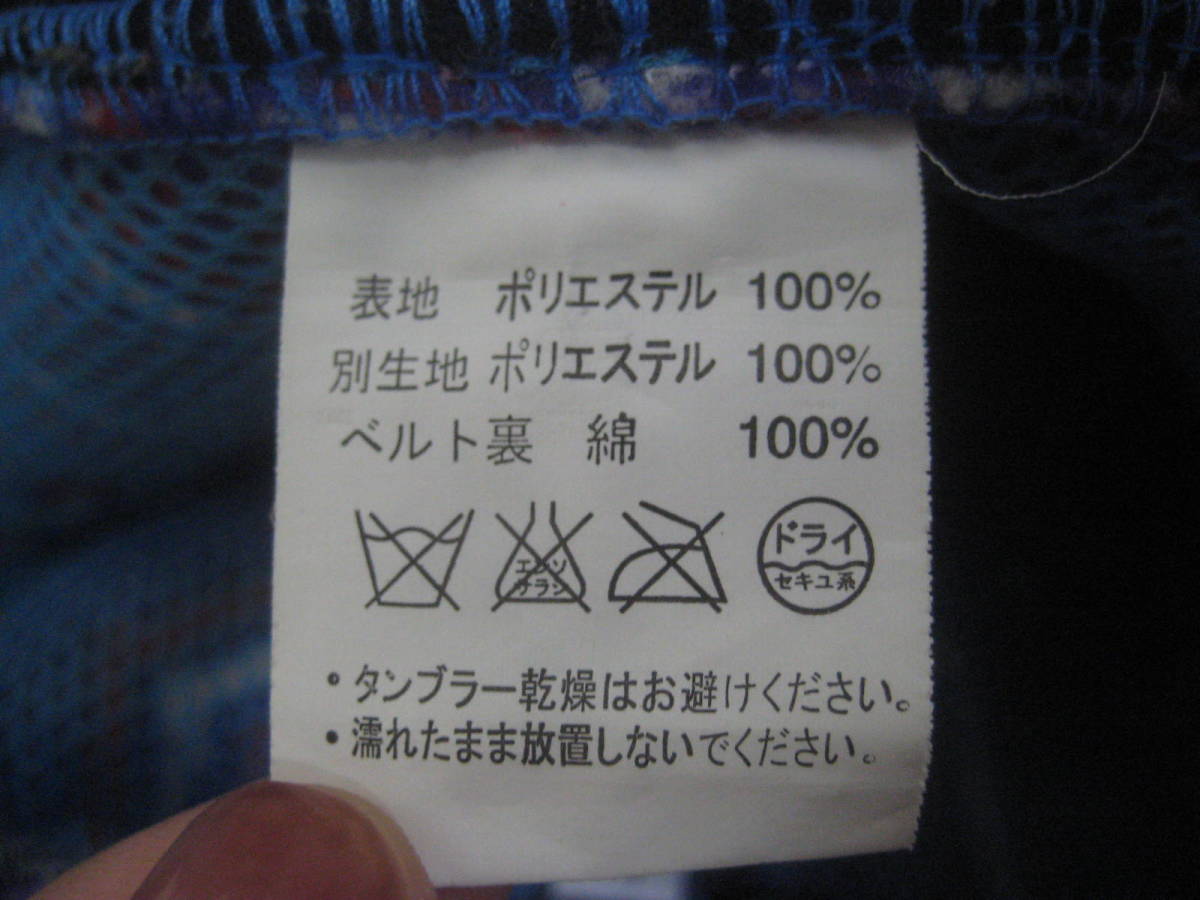 表地 ポリエステル 100%
別生地 ポリエステル 100%
ベルト裏 綿 100%
エンソ
サラシ
ドライ
セキユ系
・タンブラー乾燥はお避けください。
・濡れたまま放置しないでください。